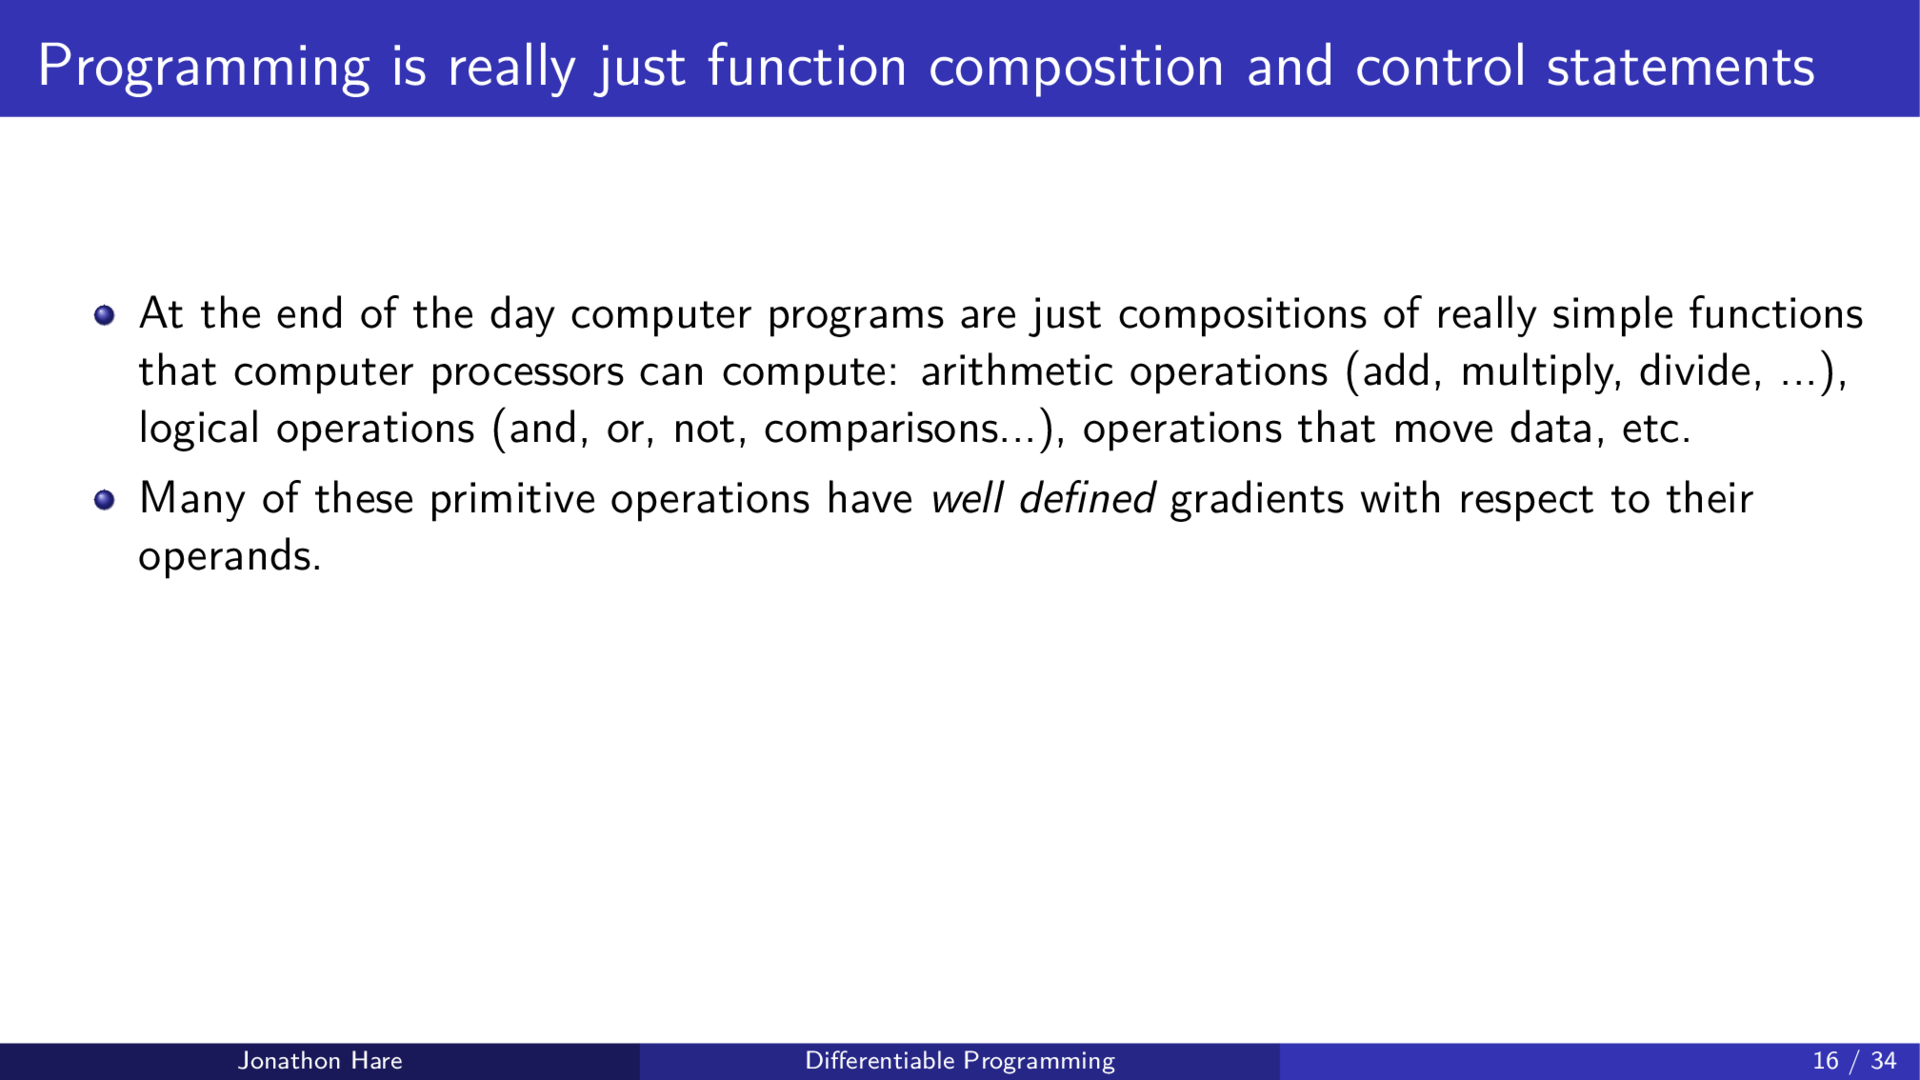 Programming is really just function composition and control statements
At the end of the day computer programs are just compositions of really simple functions
that computer processors can compute: arithmetic operations (add, multiply, divide, ...),
logical operations (and, or, not, comparisons...), operations that move data, etc.
Many of these primitive operations have well defined gradients with respect to their
operands.
Jonathon Hare
Differentiable Programming
16 / 34